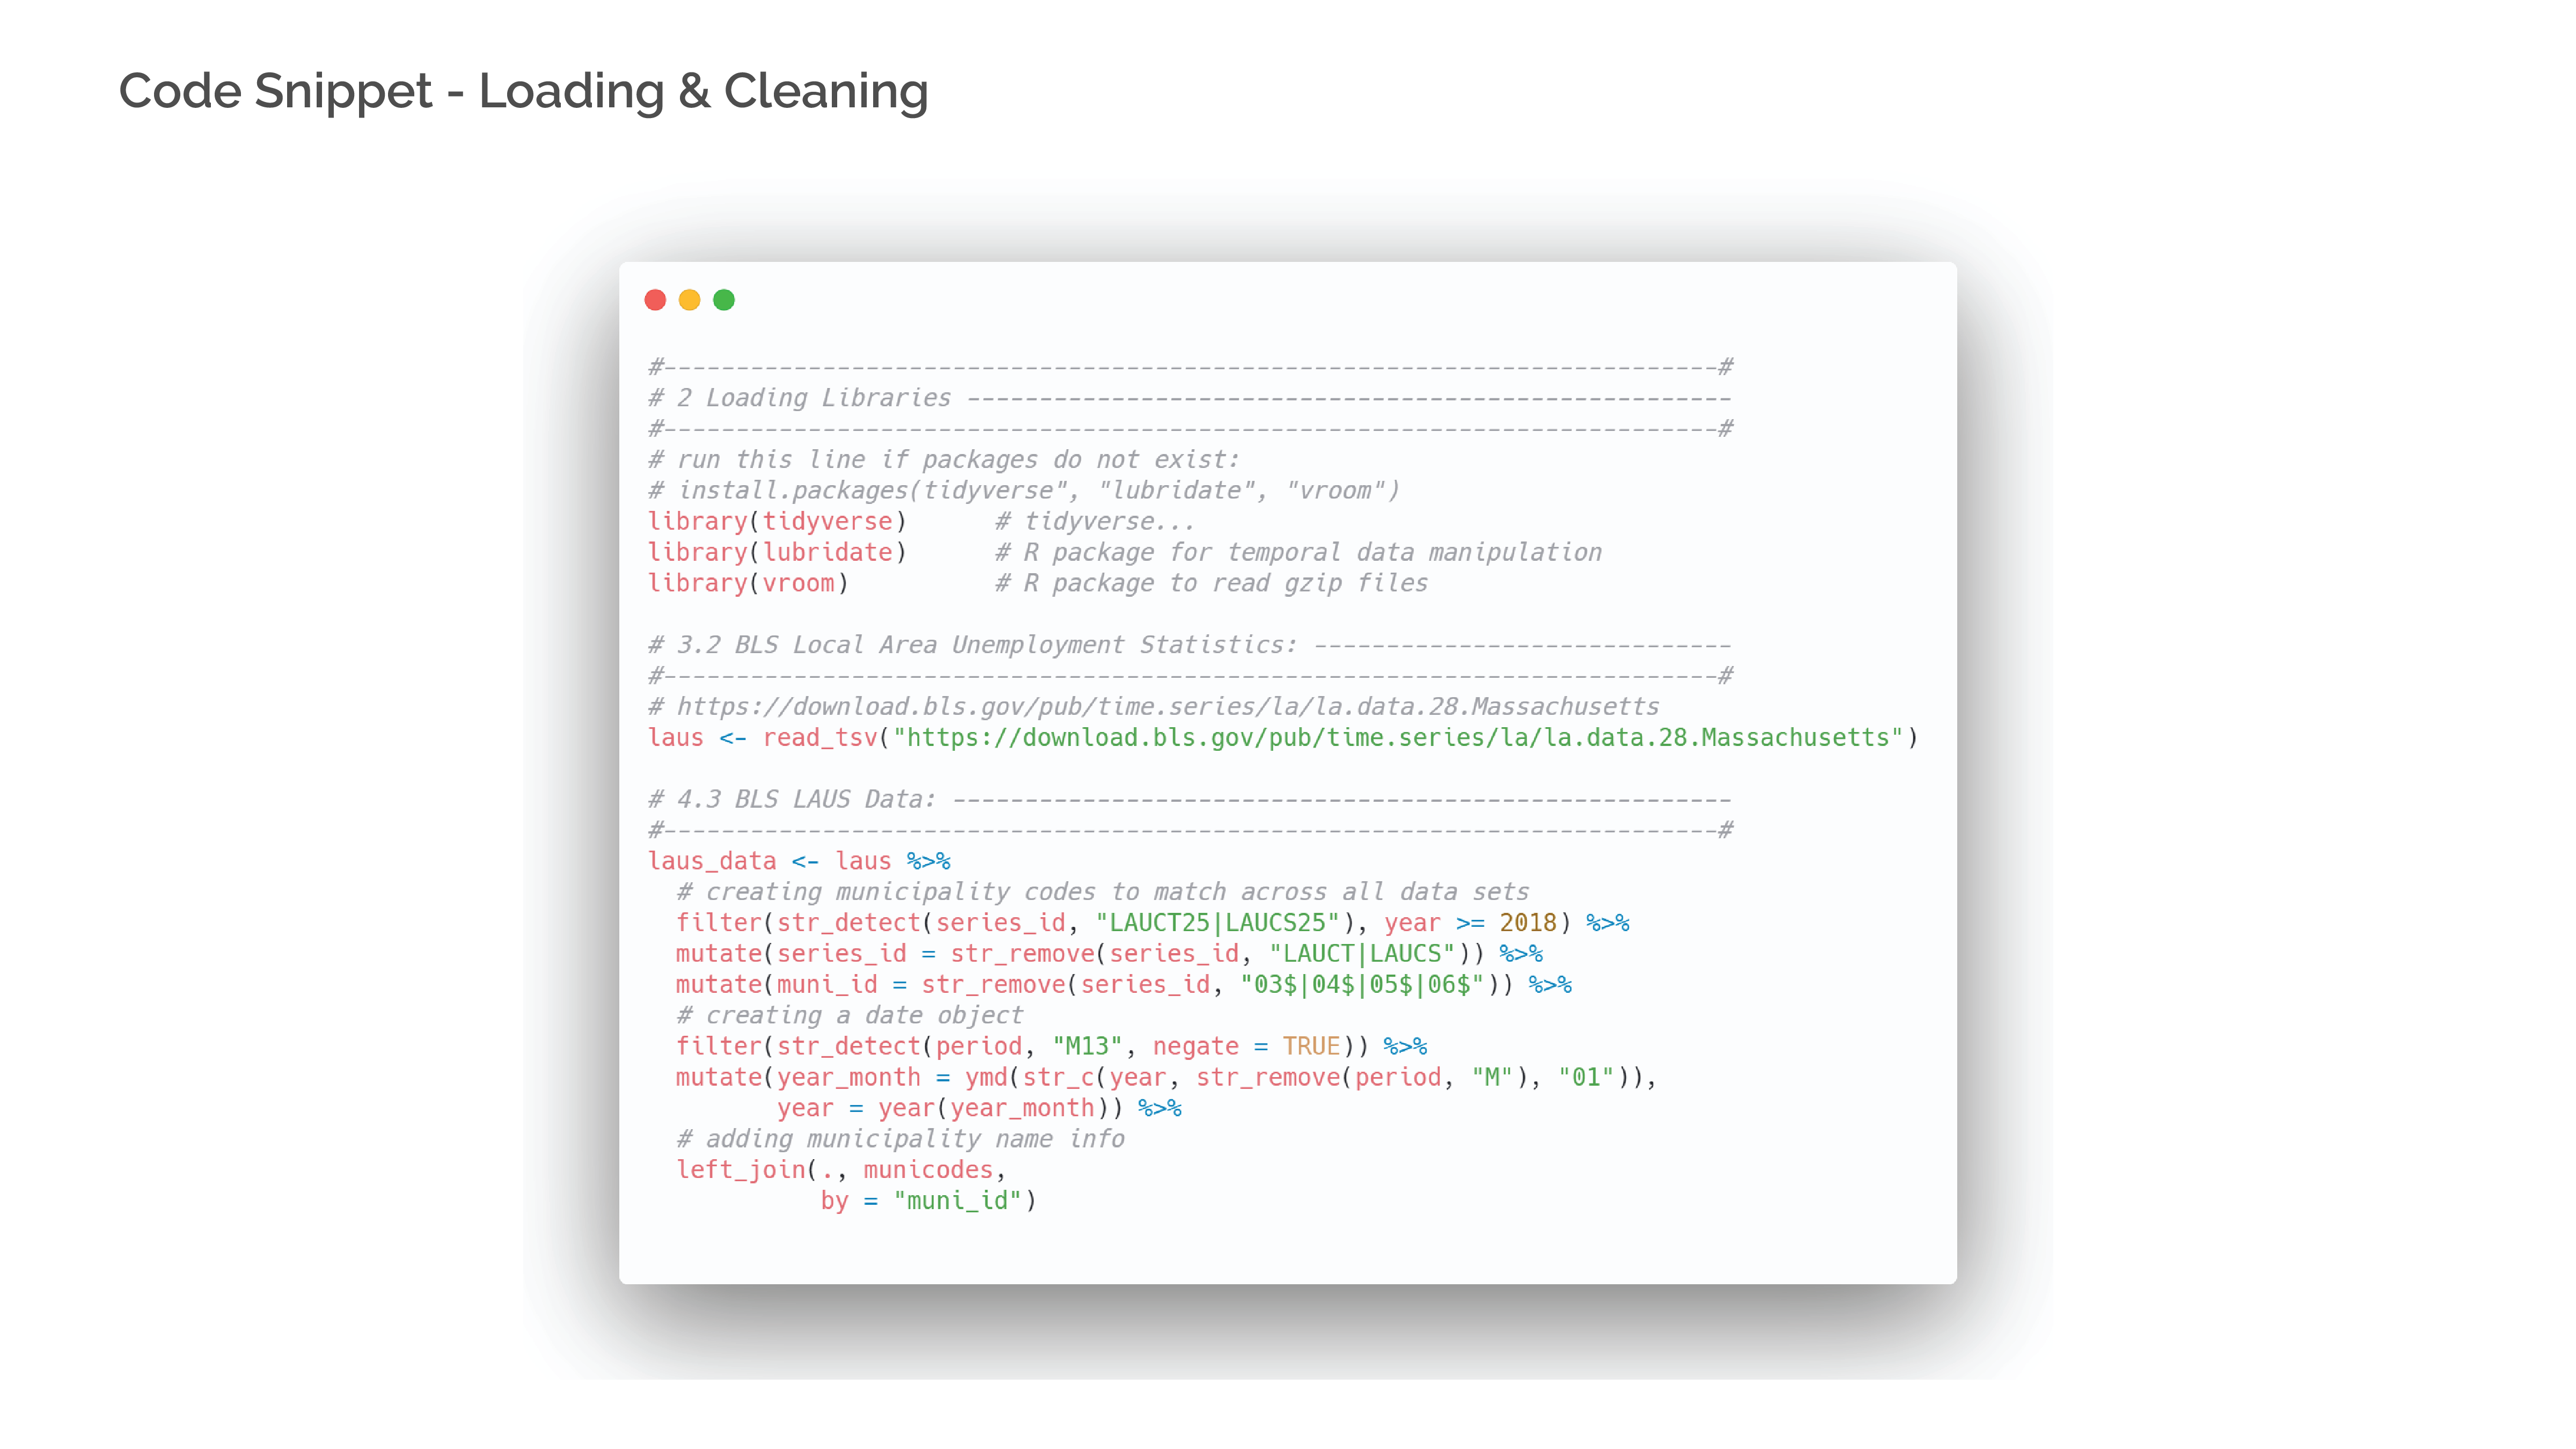 Code Snippet - Loading & Cleaning
#-------------------------------------------------------------------------#
# 2 Loading Libraries -----------------------------------------------------
#-------------------------------------------------------------------------#
# run this line if packages do not exist:
# install.packages(tidyverse", "lubridate", "vroom")
library(tidyverse)      # tidyverse...
library(lubridate)      # R package for temporal data manipulation
library(vroom)          # R package to read gzip files
# 3.2 BLS Local Area Unemployment Statistics: -----------------------------
#-------------------------------------------------------------------------#
# https://download.bls.gov/pub/time.series/la/la.data.28.Massachusetts
laus <- read_tsv("https://download.bls.gov/pub/time.series/la/la.data.28.Massachusetts")
# 4.3 BLS LAUS Data: ------------------------------------------------------
#-------------------------------------------------------------------------#
laus_data <- laus %>%
  # creating municipality codes to match across all data sets
  filter(str_detect(series_id, "LAUCT25|LAUCS25"), year >= 2018) %>%
  mutate(series_id = str_remove(series_id, "LAUCT|LAUCS")) %>%
  mutate(muni_id = str_remove(series_id, "03$|04$|05$|06$")) %>%
  # creating a date object
  filter(str_detect(period, "M13", negate = TRUE)) %>%
  mutate(year_month = ymd(str_c(year, str_remove(period, "M"), "01")),
         year = year(year_month)) %>%
  # adding municipality name info
  left_join(., municodes,
            by = "muni_id")